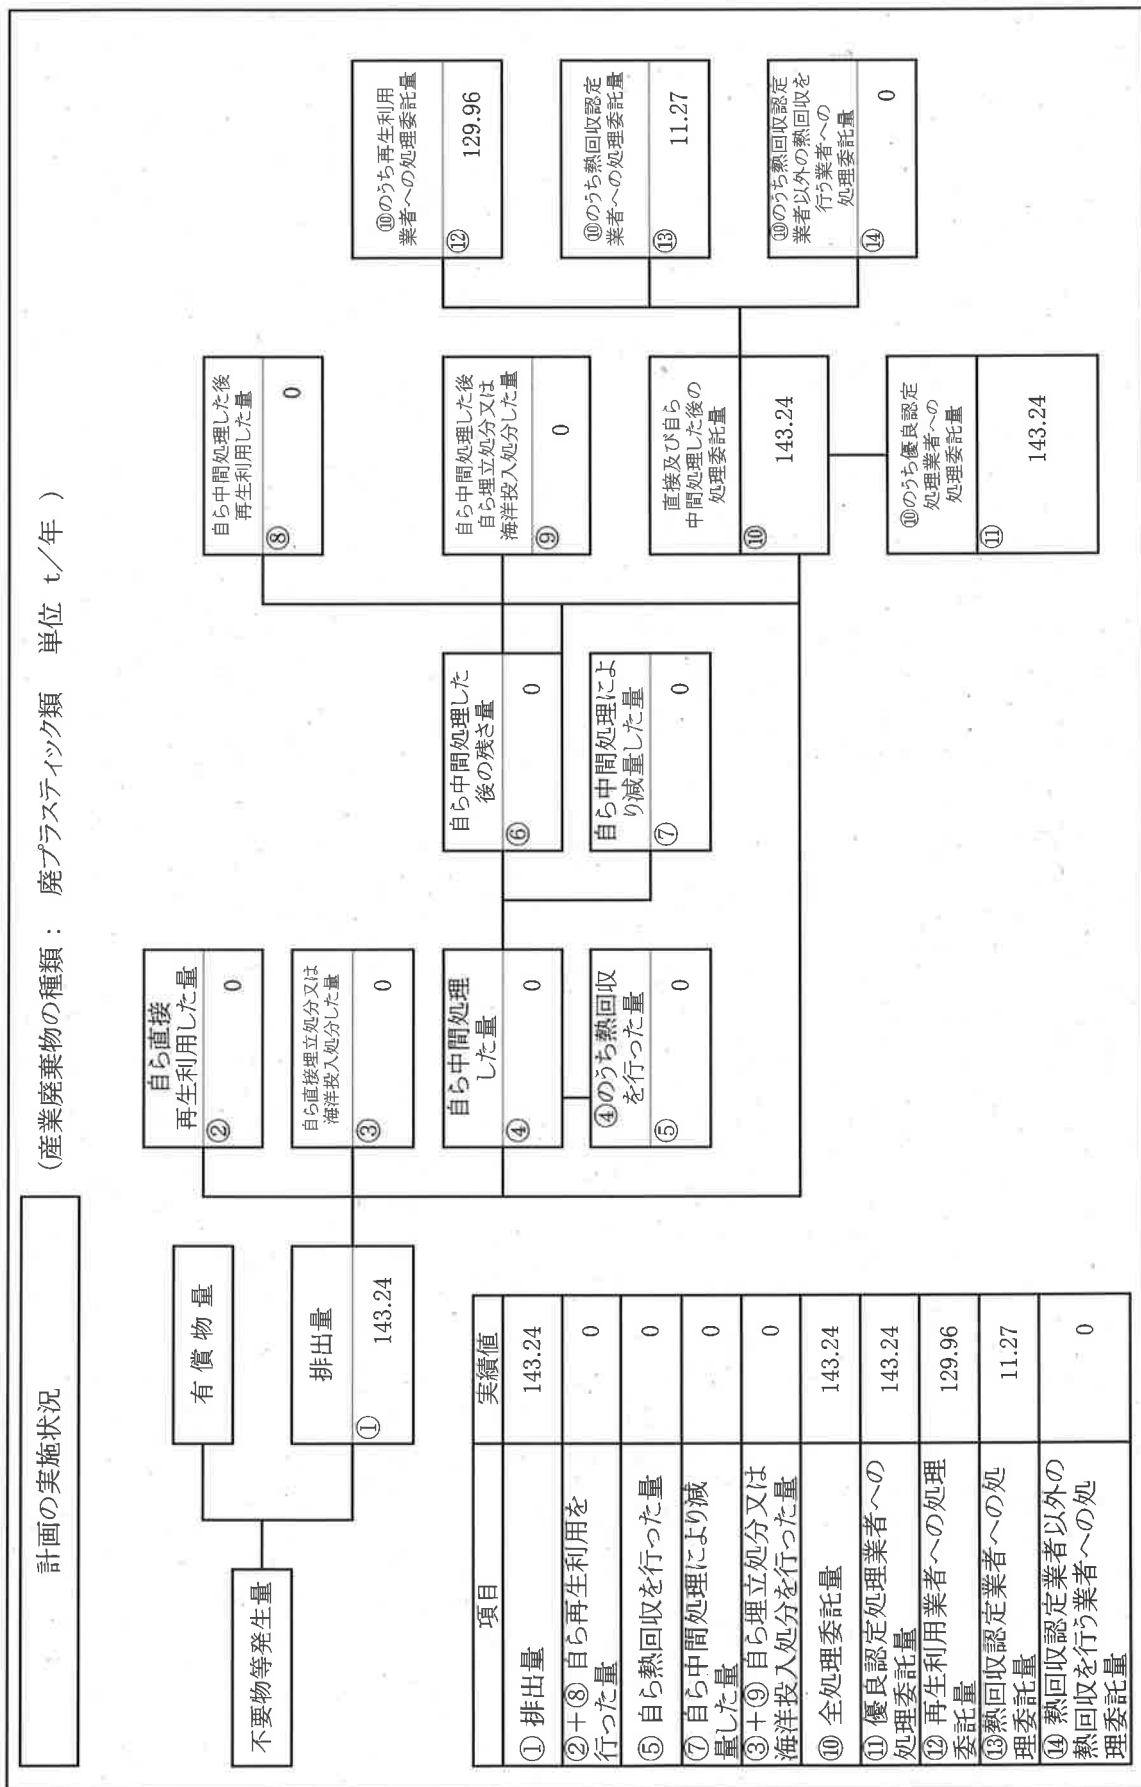 計画の実施状況
（産業廃棄物の種類： 廃プラスティック類 単位 t／年 ）
不要物等発生量
有 償 物 量
排出量
①
143.24
自ら直接
再生利用した量
②
0
自ら直接埋立処分又は
海洋投入処分した量
③
0
自ら中間処理
した量
④
0
④のうち熱回収
を行った量
⑤
0
自ら中間処理した
後の残さ量
⑥
0
自ら中間処理によ
り減量した量
⑦
0
自ら中間処理した後
再生利用した量
⑧
0
自ら中間処理した後
自ら埋立処分又は
海洋投入処分した量
⑨
0
直接及び自ら
中間処理した後の
処理委託量
⑩
143.24
⑩のうち優良認定
処理業者への
処理委託量
⑪
143.24
⑩のうち再生利用
業者への処理委託量
⑫
129.96
⑩のうち熱回収認定
業者への処理委託量
⑬
11.27
⑩のうち熱回収認定
業者以外の熱回収を
行う業者への
処理委託量
⑭
0
項目 実績値
① 排出量 143.24
②＋⑧ 自ら再生利用を
行った量 0
⑤ 自ら熱回収を行った量 0
⑦ 自ら中間処理により減
量した量 0
③＋⑨ 自ら埋立処分又は
海洋投入処分を行った量 0
⑩ 全処理委託量 143.24
⑪ 優良認定処理業者への
処理委託量 143.24
⑫ 再生利用業者への処理
委託量 129.96
⑬熱回収認定業者への処
理委託量 11.27
⑭ 熱回収認定業者以外の
熱回収を行う業者への処
理委託量 0